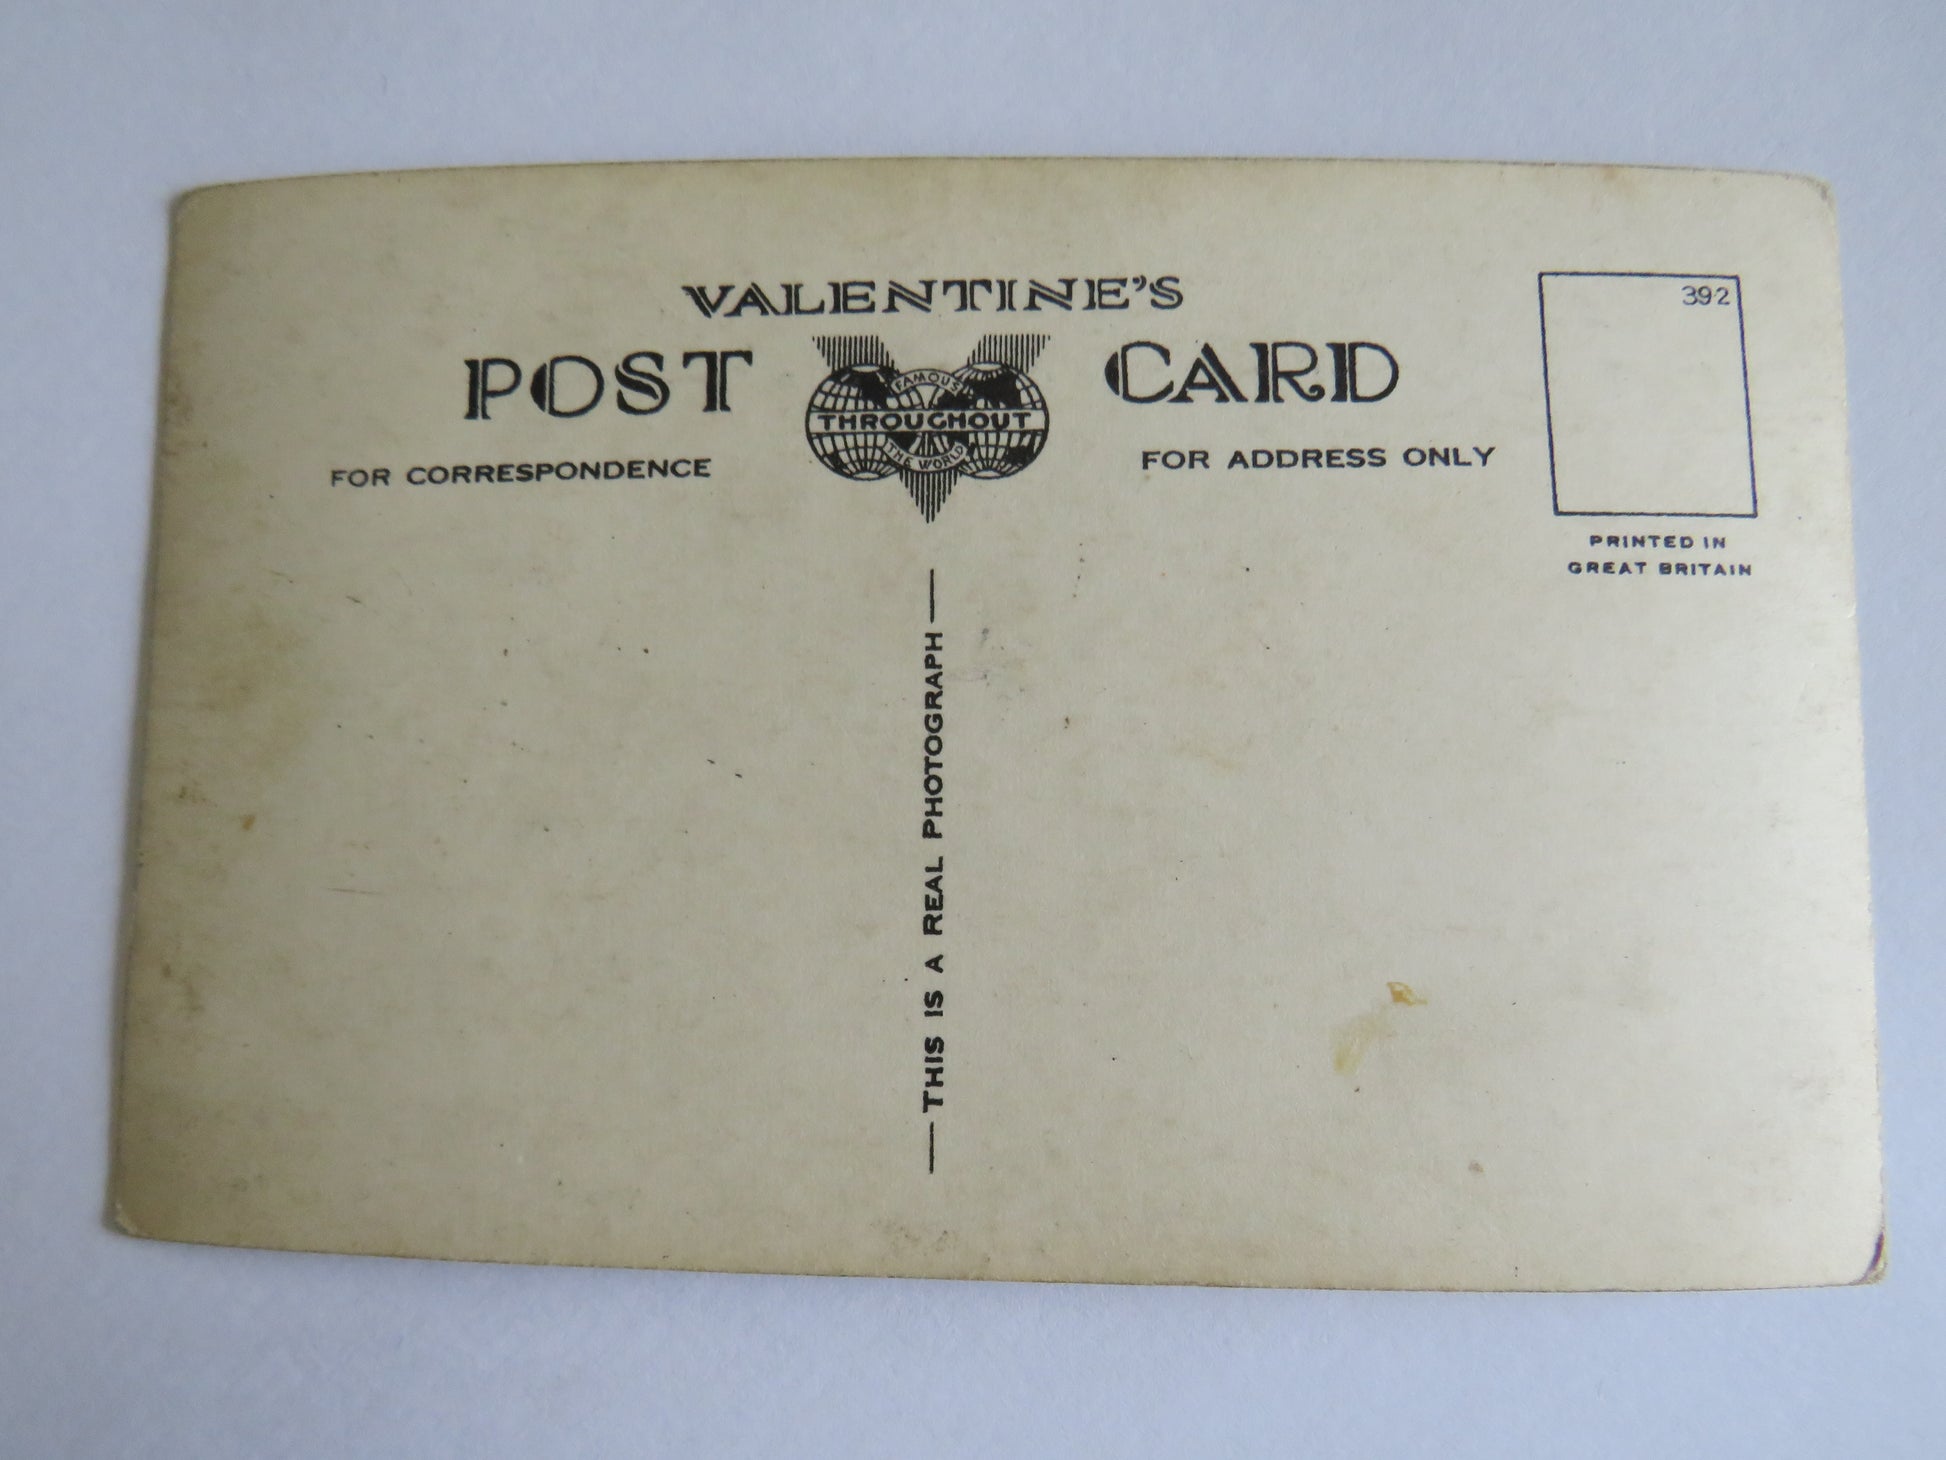 VALENTINE'S
POST CARD
FAMOUS
THROUGHOUT
THE WORLD
FOR CORRESPONDENCE
FOR ADDRESS ONLY
392
PRINTED IN
GREAT BRITAIN
THIS IS A REAL PHOTOGRAPH